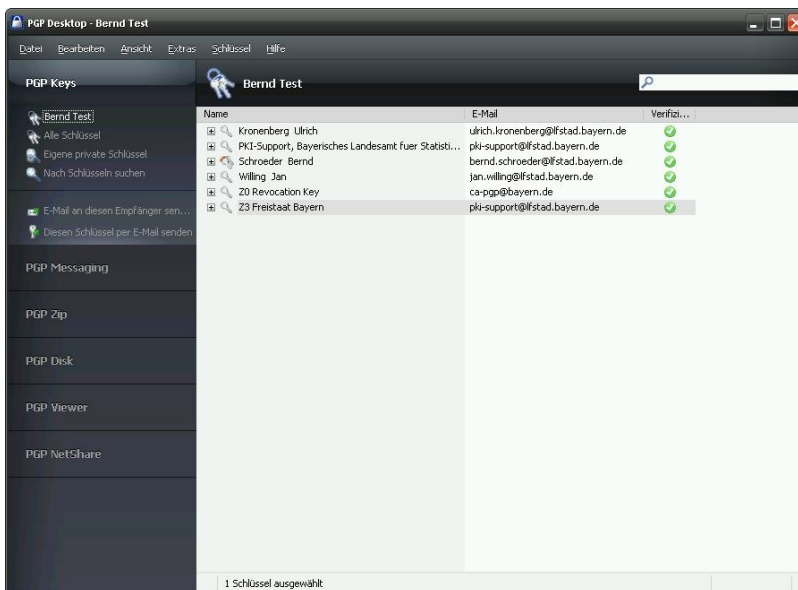 PGP Desktop - Bernd Test
Datei Bearbeiten Ansicht Extras Schlüssel Hilfe
PGP Keys
Bernd Test
Alle Schlüssel
Eigene private Schlüssel
Nach Schlüsseln suchen
E-Mail an diesen Empfänger sen...
Diesen Schlüssel per E-Mail senden
PGP Messaging
PGP Zip
PGP Disk
PGP Viewer
PGP NetShare
Bernd Test
Name E-Mail Verifizi...
Kronenberg Ulrich ulrich.kronenberg@lfstad.bayern.de
PKI-Support, Bayerisches Landesamt fuer Statisti... pki-support@lfstad.bayern.de
Schroeder Bernd bernd.schroeder@lfstad.bayern.de
Willing Jan jan.willing@lfstad.bayern.de
Z0 Revocation Key ca-pgp@bayern.de
Z3 Freistaat Bayern pki-support@lfstad.bayern.de
1 Schlüssel ausgewählt